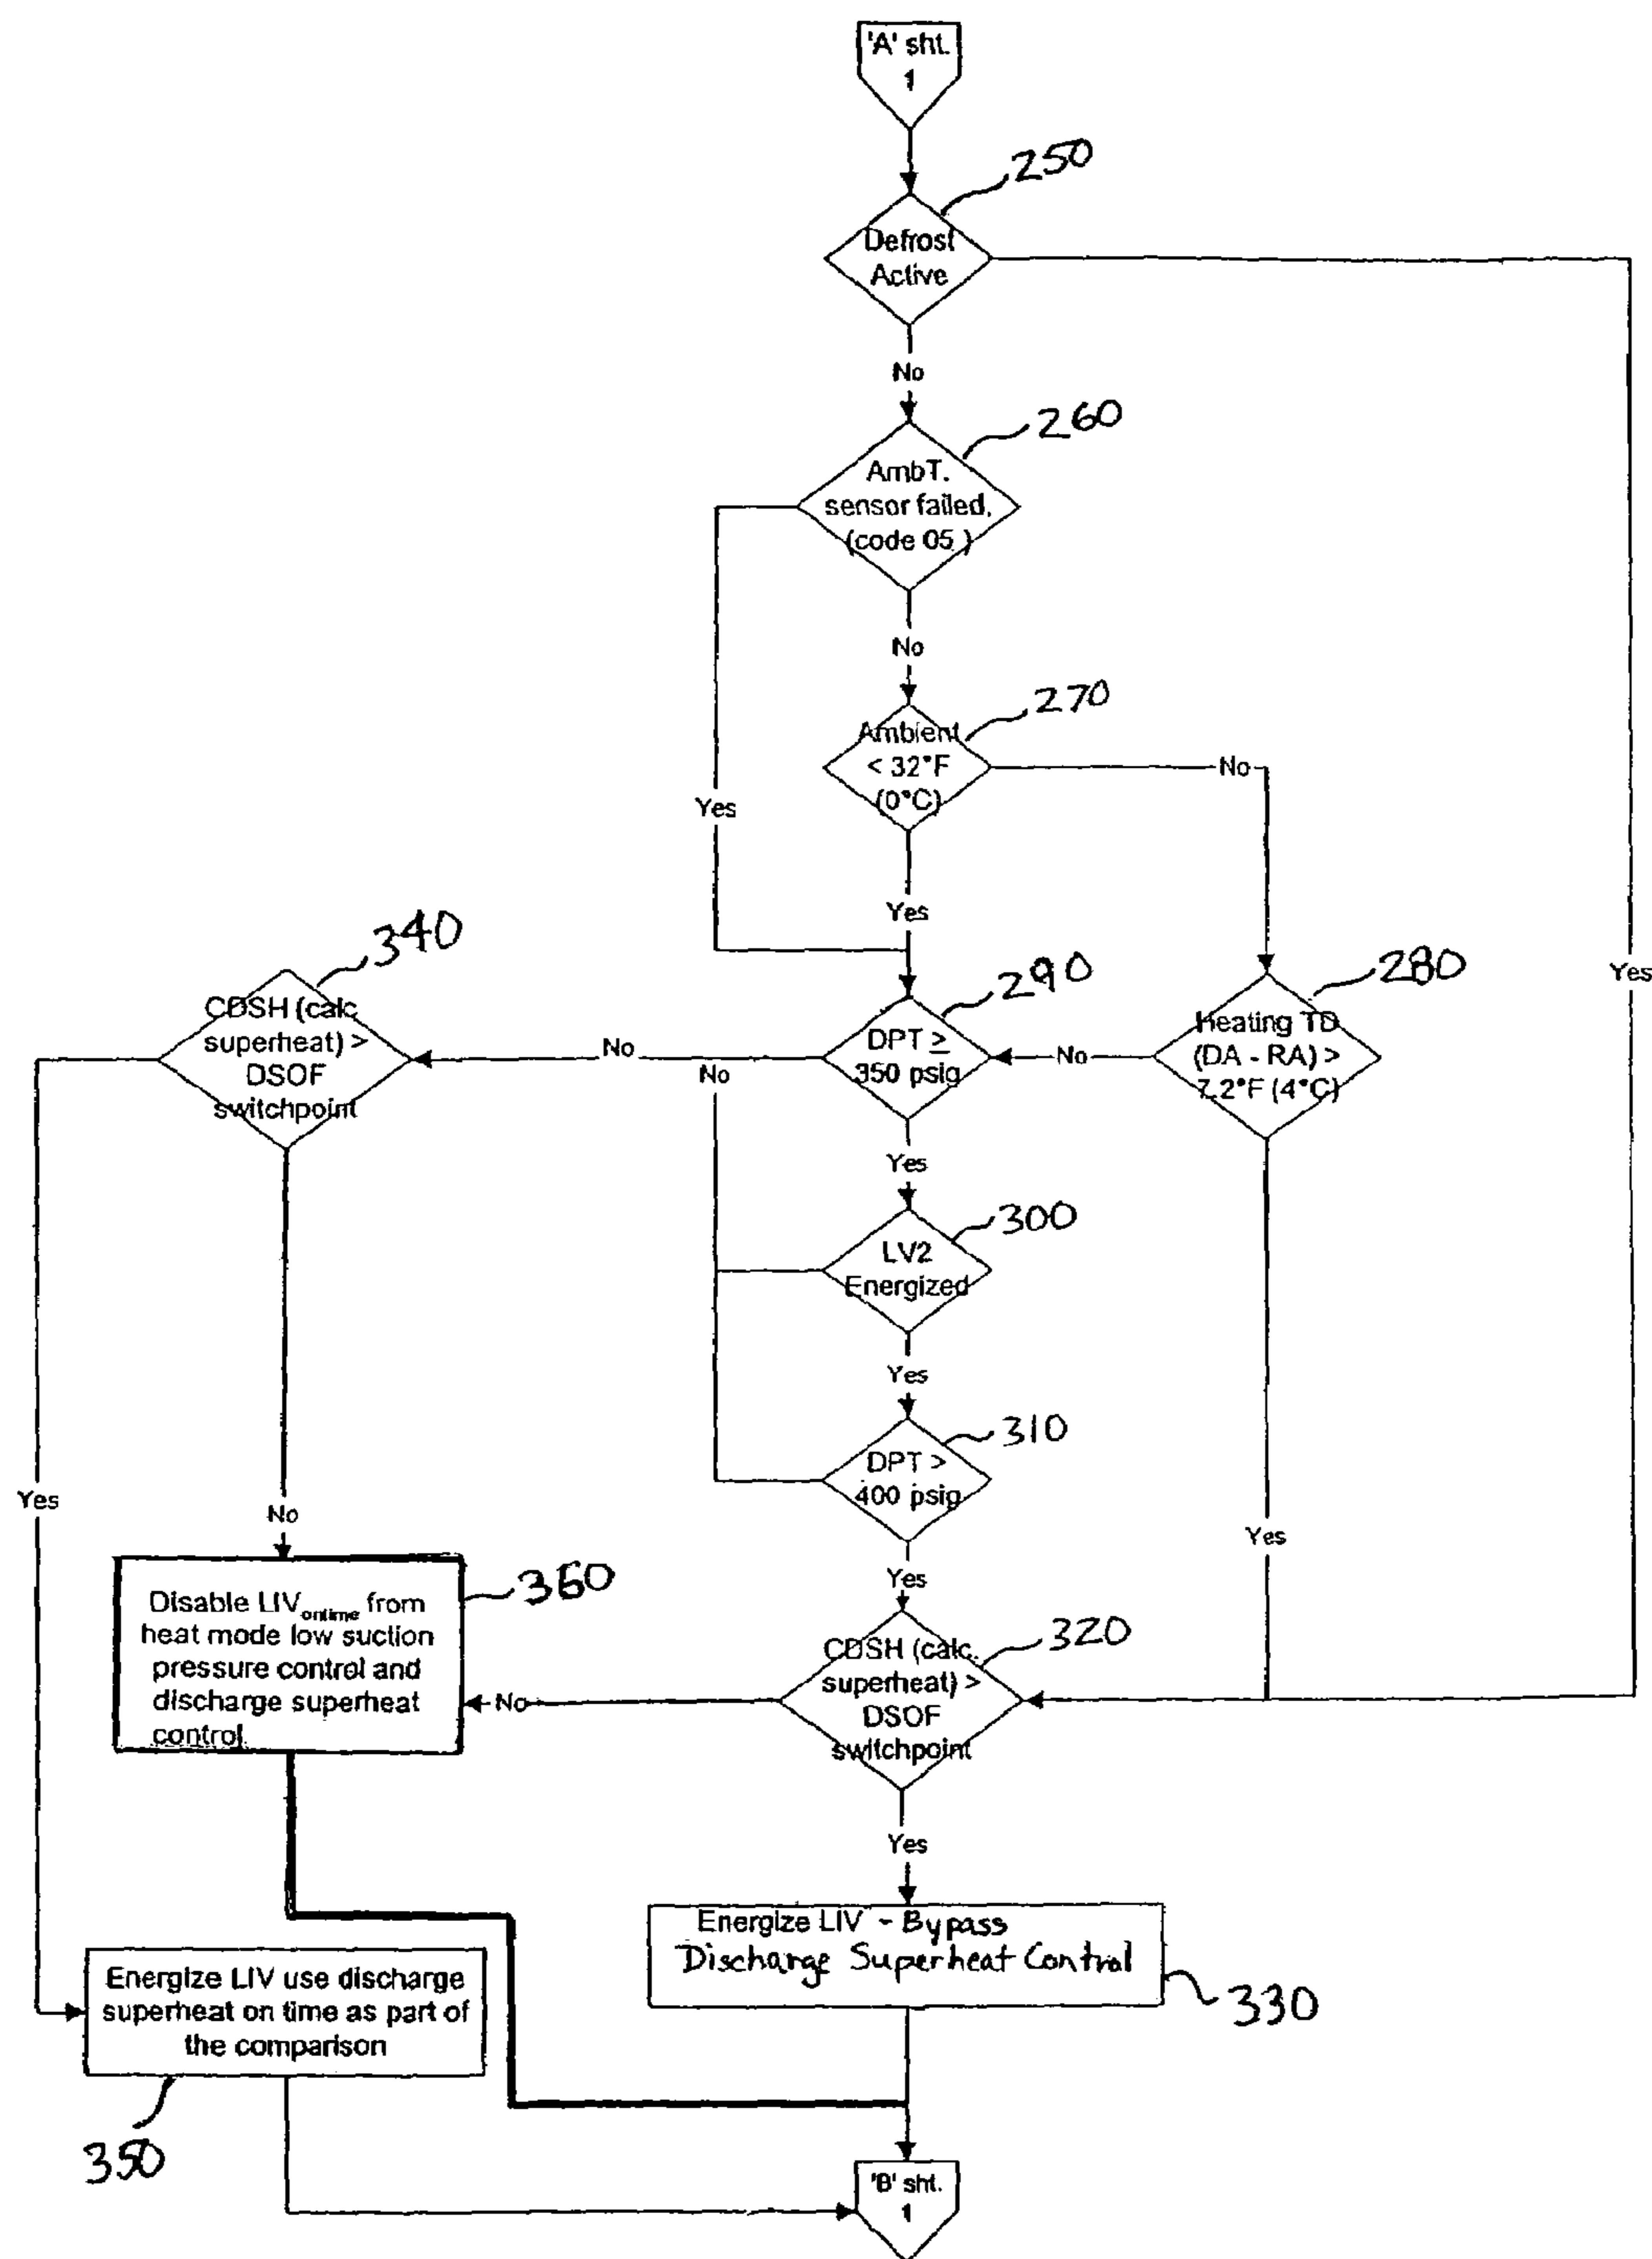 'A' sht.
1
250
Defrost
Active
No
260
AmbT.
sensor failed.
(code 05 )
No
270
Ambient
< 32°F
(0°C)
No
Yes
Yes
340
CDSH (calc
superheat) >
DSOF
switchpoint
290
DPT ≥
350 psig
280
Heating TD
(DA - RA) >
7.2°F (4°C)
Yes
No
No
No
Yes
300
LV2
Energized
Yes
310
DPT >
400 psig
Yes
No
Yes
Yes
360
Disable LIVontime from
heat mode low suction
pressure control and
discharge superheat
control.
320
CDSH (calc.
superheat) >
DSOF
switchpoint
No
Yes
Energize LIV - Bypass
Discharge Superheat Control
330
Energize LIV use discharge
superheat on time as part of
the comparison
350
'B' sht.
1